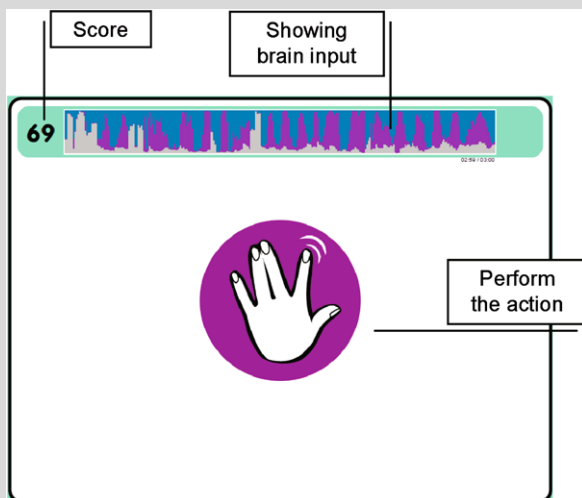 Score
Showing
brain input
69
02:59 / 03:00
Perform
the action